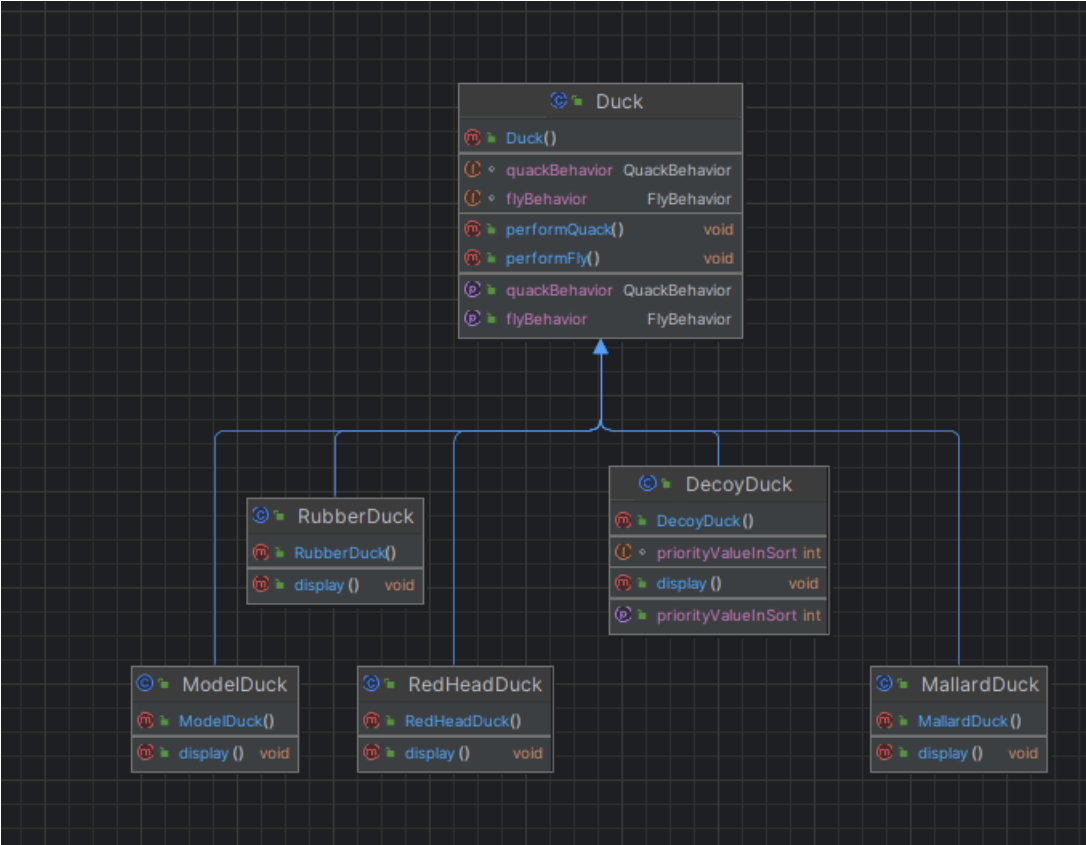 Duck
Duck()
quackBehavior QuackBehavior
flyBehavior FlyBehavior
performQuack() void
performFly() void
quackBehavior QuackBehavior
flyBehavior FlyBehavior
RubberDuck
RubberDuck()
display () void
DecoyDuck
DecoyDuck()
priorityValueInSort int
display () void
priorityValueInSort int
ModelDuck
ModelDuck()
display () void
RedHeadDuck
RedHeadDuck()
display () void
MallardDuck
MallardDuck()
display () void